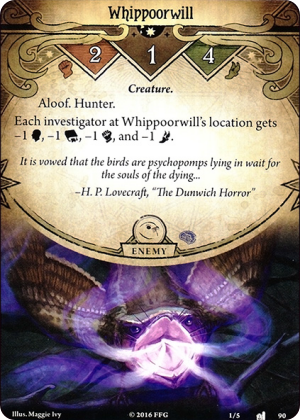 Whippoorwill
2 1 4
Creature.
Aloof. Hunter.
Each investigator at Whippoorwill's location gets
–1 , –1 , –1 , and –1 .
It is vowed that the birds are psychopomps lying in wait for
the souls of the dying...
–H. P. Lovecraft, "The Dunwich Horror"
ENEMY
Illus. Maggie Ivy © 2016 FFG 1/5 90